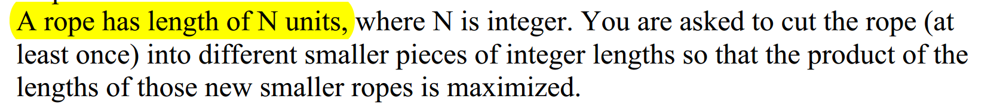 A rope has length of N units, where N is integer. You are asked to cut the rope (at
least once) into different smaller pieces of integer lengths so that the product of the
lengths of those new smaller ropes is maximized.